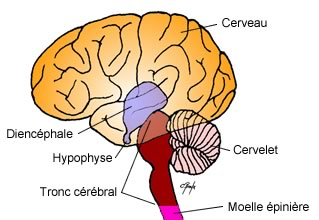 Cerveau
Diencéphale
Hypophyse
Cervelet
Tronc cérébral
Moelle épinière